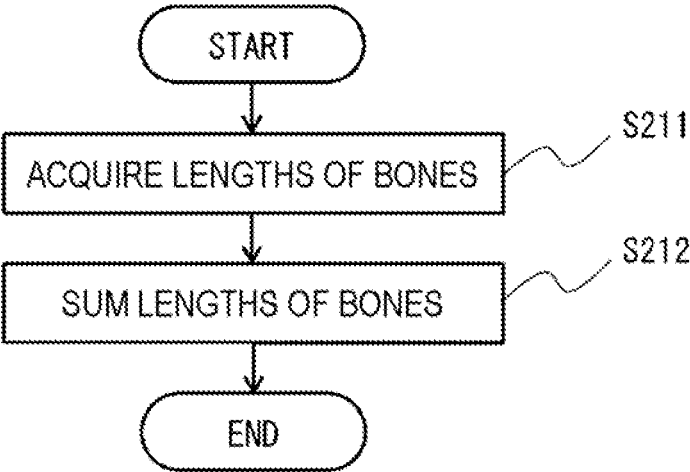 START
ACQUIRE LENGTHS OF BONES
S211
SUM LENGTHS OF BONES
S212
END